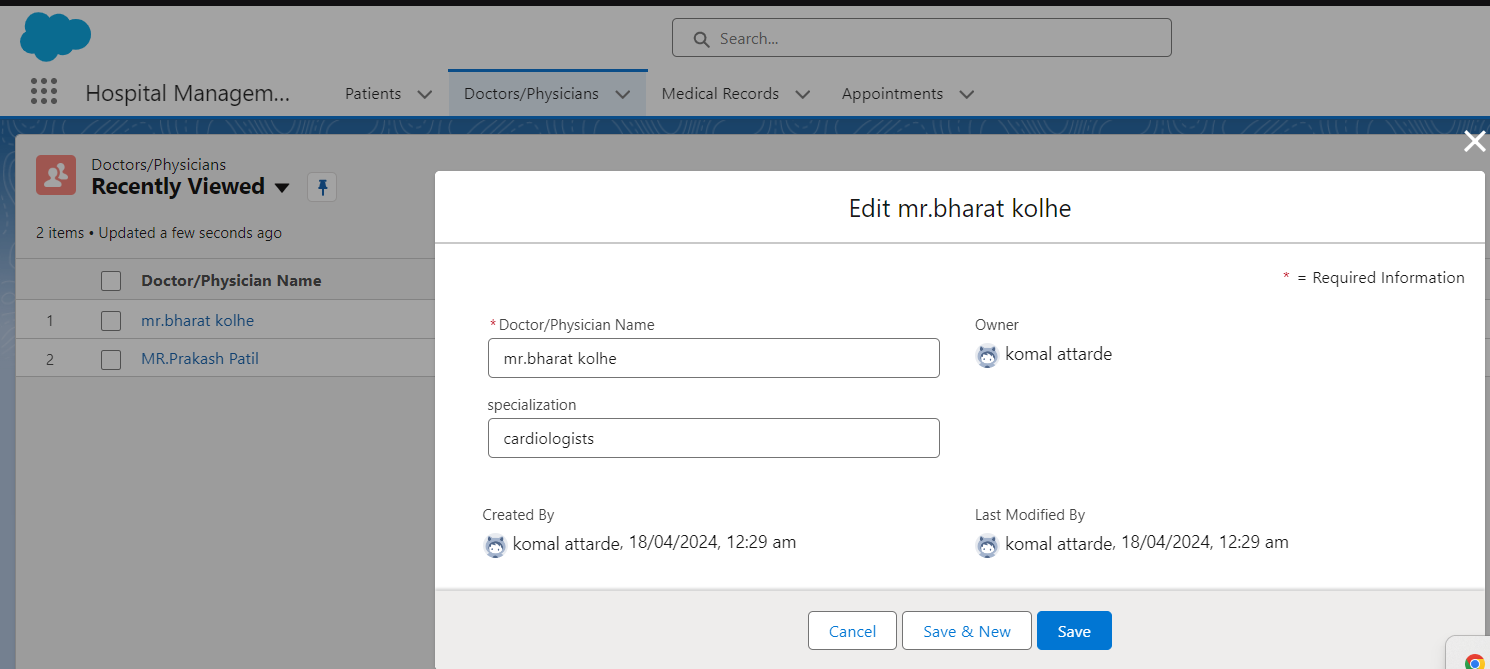 Search...
Hospital Managem...
Patients
Doctors/Physicians
Medical Records
Appointments
Doctors/Physicians
Recently Viewed
2 items • Updated a few seconds ago
Doctor/Physician Name
1 mr.bharat kolhe
2 MR.Prakash Patil
Edit mr.bharat kolhe
* = Required Information
*Doctor/Physician Name
mr.bharat kolhe
Owner
komal attarde
specialization
cardiologists
Created By
komal attarde, 18/04/2024, 12:29 am
Last Modified By
komal attarde, 18/04/2024, 12:29 am
Cancel
Save & New
Save